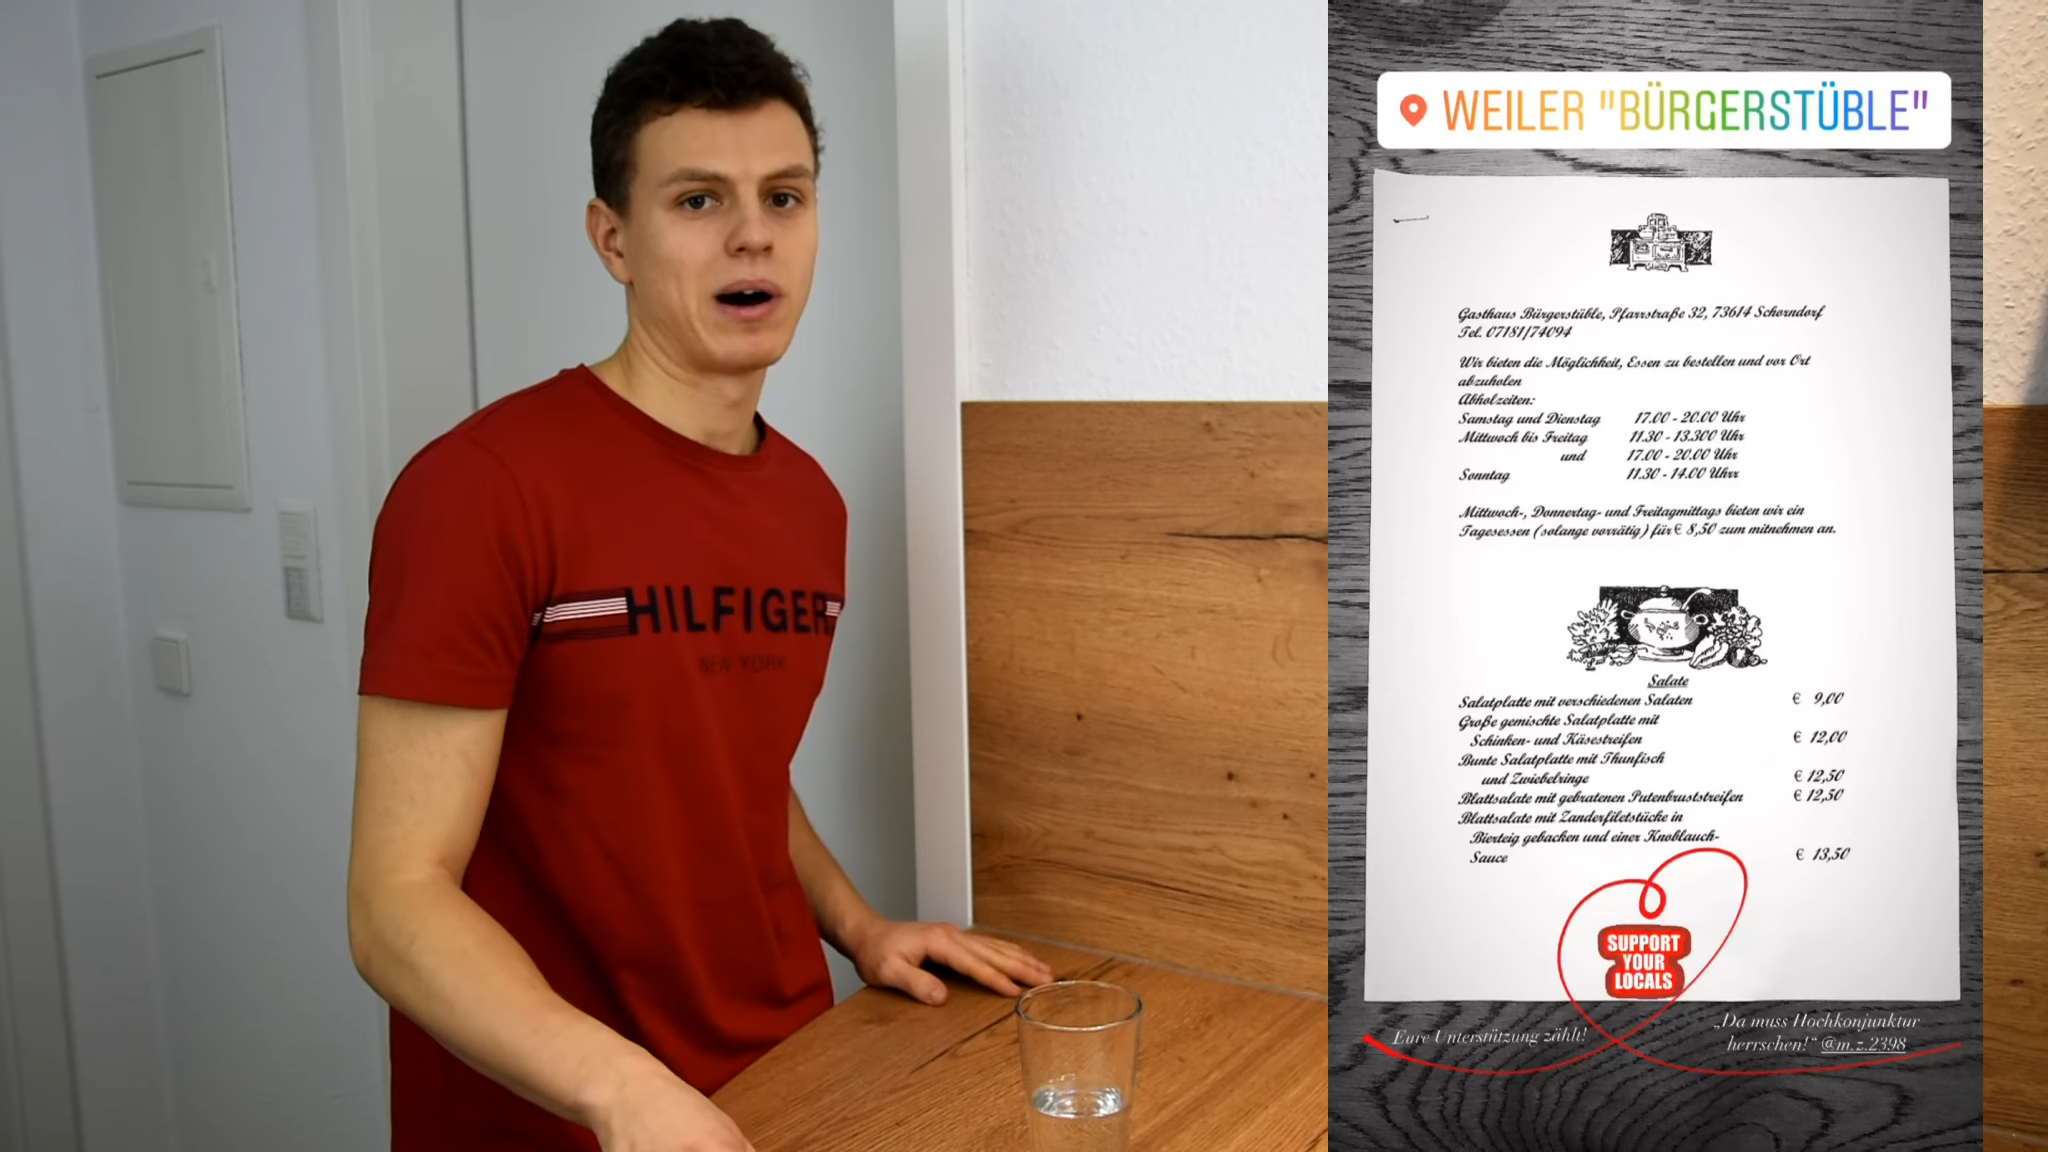 HILFIGER
NEW YORK
WEILER "BÜRGERSTÜBLE"
Gasthaus Bürgerstüble, Pfarrstraße 32, 73614 Schorndorf
Tel. 07181/74094
Wir bieten die Möglichkeit, Essen zu bestellen und vor Ort
abzuholen
Abholzeiten:
Samstag und Dienstag 17.00 - 20.00 Uhr
Mittwoch bis Freitag 11.30 - 13.300 Uhr
und 17.00 - 20.00 Uhr
Sonntag 11.30 - 14.00 Uhrr
Mittwoch-, Donnertag- und Freitagmittags bieten wir ein
Tagesessen (solange vorrätig) für € 8,50 zum mitnehmen an.
Salate
Salatplatte mit verschiedenen Salaten € 9,00
Große gemischte Salatplatte mit
Schinken- und Käsestreifen € 12,00
Bunte Salatplatte mit Thunfisch
und Zwiebelringe € 12,50
Blattsalate mit gebratenen Putenbruststreifen € 12,50
Blattsalate mit Zanderfiletstücke in
Bierteig gebacken und einer Knoblauch-
Sauce € 13,50
SUPPORT
YOUR
LOCALS
Eure Unterstützung zählt!
„Da muss Hochkonjunktur
herrschen!“ @m.z.2398